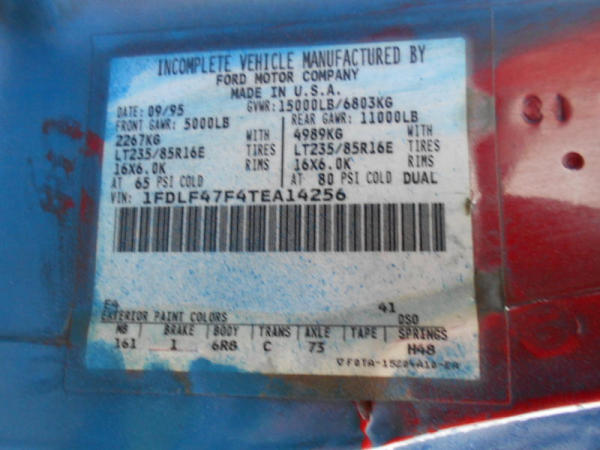 INCOMPLETE VEHICLE MANUFACTURED BY
FORD MOTOR COMPANY
MADE IN U.S.A.
DATE: 09/95 GVWR: 15000LB/6803KG
FRONT GAWR: 5000LB REAR GAWR: 11000LB
2267KG WITH 4989KG WITH
LT235/85R16E TIRES LT235/85R16E TIRES
16X6.0K RIMS 16X6.0K RIMS
AT 65 PSI COLD AT 80 PSI COLD DUAL
VIN: 1FDLF47F4TEA14256
E4 41
EXTERIOR PAINT COLORS DSO
WB BRAKE BODY TRANS AXLE TAPE SPRINGS
161 1 6R8 C 73 H48